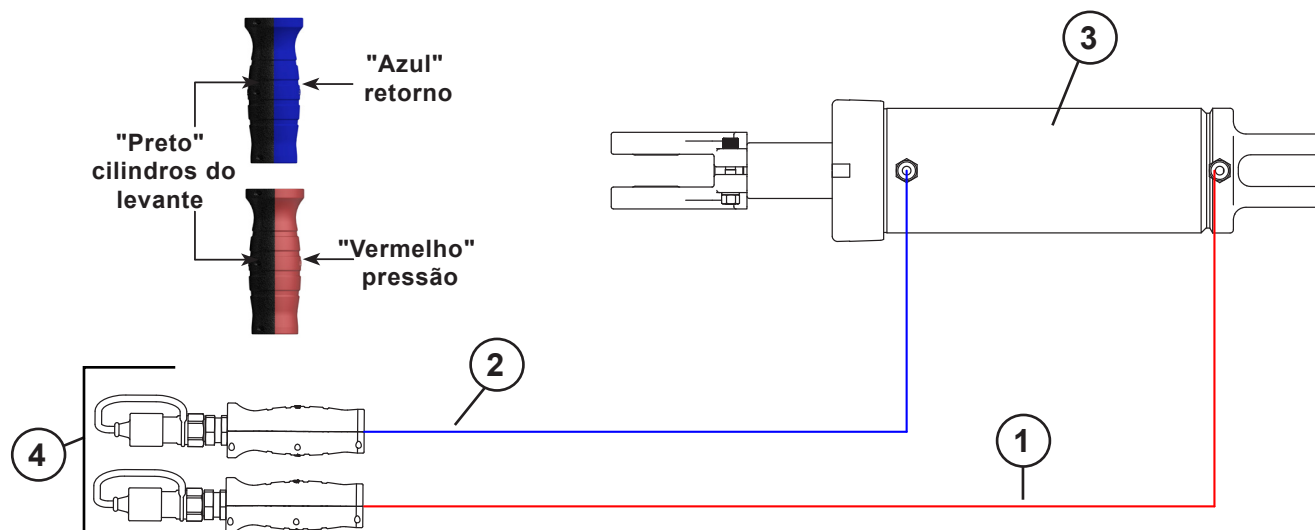 "Azul"
retorno
"Preto"
cilindros do
levante
"Vermelho"
pressão
3
2
1
4